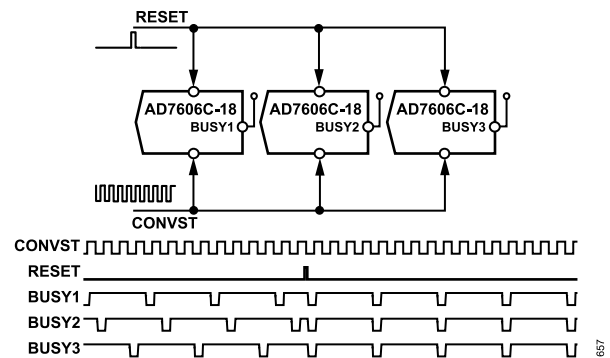 RESET
AD7606C-18
BUSY1
AD7606C-18
BUSY2
AD7606C-18
BUSY3
CONVST
CONVST
RESET
BUSY1
BUSY2
BUSY3
657